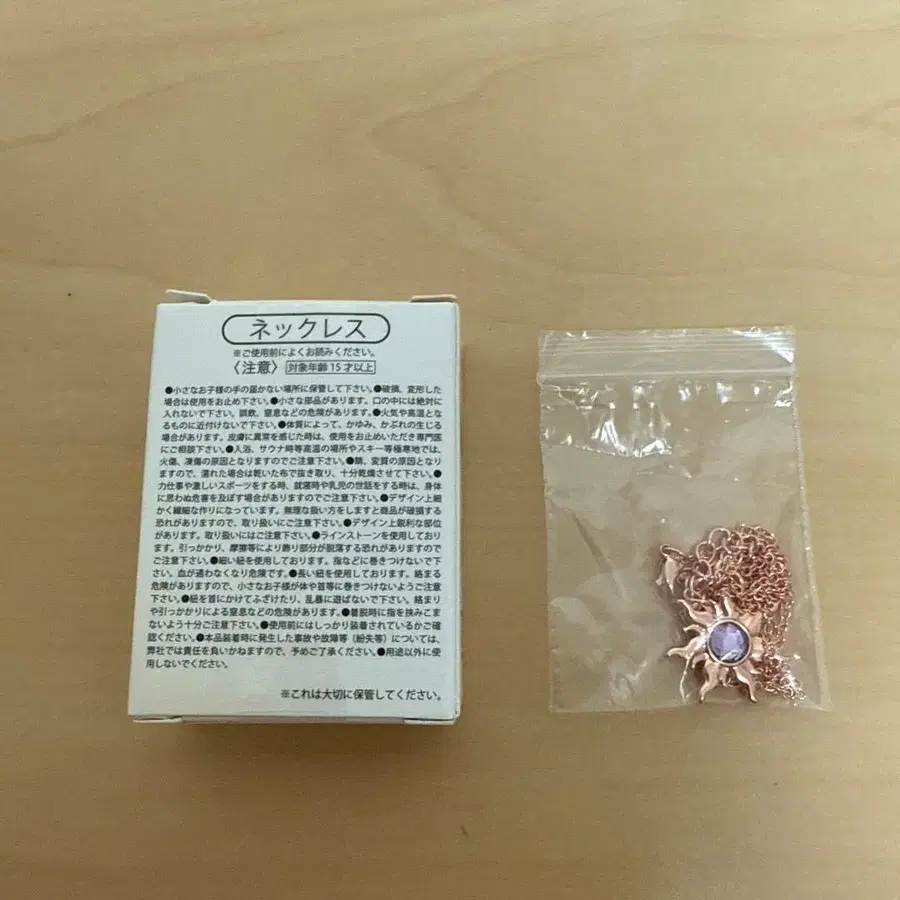 ネックレス
※ご使用前によくお読みください。
〈注意〉 対象年齢 15 才以上
●小さなお子様の手の届かない場所に保管して下さい。●破損、変形した
場合は使用をお止め下さい。●小さな部品があります。口の中には絶対に
入れないで下さい。誤飲、窒息などの危険があります。●火気や高温とな
るものに近付けないで下さい。●体質によって、かゆみ、かぶれの生じる
場合があります。皮膚に異常を感じた時は、使用をお止めいただき専門医
にご相談下さい。●入浴、サウナ時等高温の場所やスキー等極寒地では、
火傷、凍傷の原因となりますのでご注意下さい。●錆、変質の原因となり
ますので、濡れた場合は乾いた布で抜き取り、十分乾燥させて下さい。●
力仕事や激しいスポーツをする時、就寝時や乳児の世話をする時は、身体
に思わぬ危害を及ぼす場合がありますのでご注意下さい。●デザイン上細
かく繊細な作りになっています。無理な扱い方をしますと商品が破損する
恐れがありますので、取り扱いにご注意下さい。●デザイン上鋭利な部位
があります。取り扱いにはご注意下さい。●ラインストーンを使用しており
ます。引っかかり、摩擦等により飾り部分が脱落する恐れがありますので
ご注意下さい。●細い紐を使用しております。指などに巻きつけないで下
さい。血が通わなくなり危険です。●長い紐を使用しております。絡まる
危険がありますので、小さなお子様が体や首等に巻きつけないようご注意
下さい。●紐を首にかけてふざけたり、乱暴に遊ばないで下さい。絡まり
や引っかかりによる窒息などの危険があります。●着脱時に指を挟みこま
ないよう十分ご注意下さい。●使用前にはしっかり装着されているかご確
認ください。●本品装着時に発生した事故や故障等（紛失等）については、
弊社では責任を負いかねますので、予めご了承ください。●用途以外に使
用しないでください。
※これは大切に保管してください。